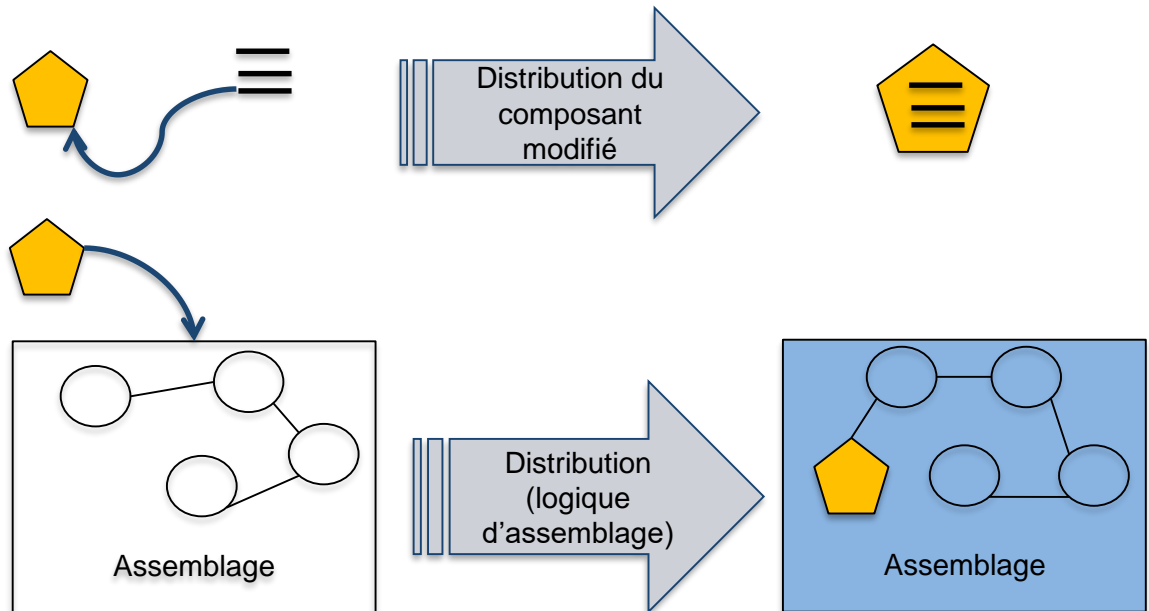 Distribution du
composant
modifié
Distribution
(logique
d'assemblage)
Assemblage
Assemblage